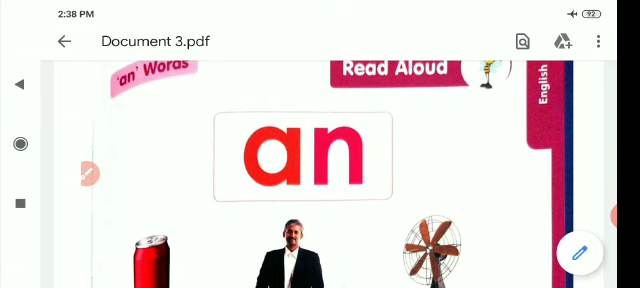 2:38 PM
92
Document 3.pdf
'an' Words
Read Aloud
English
an